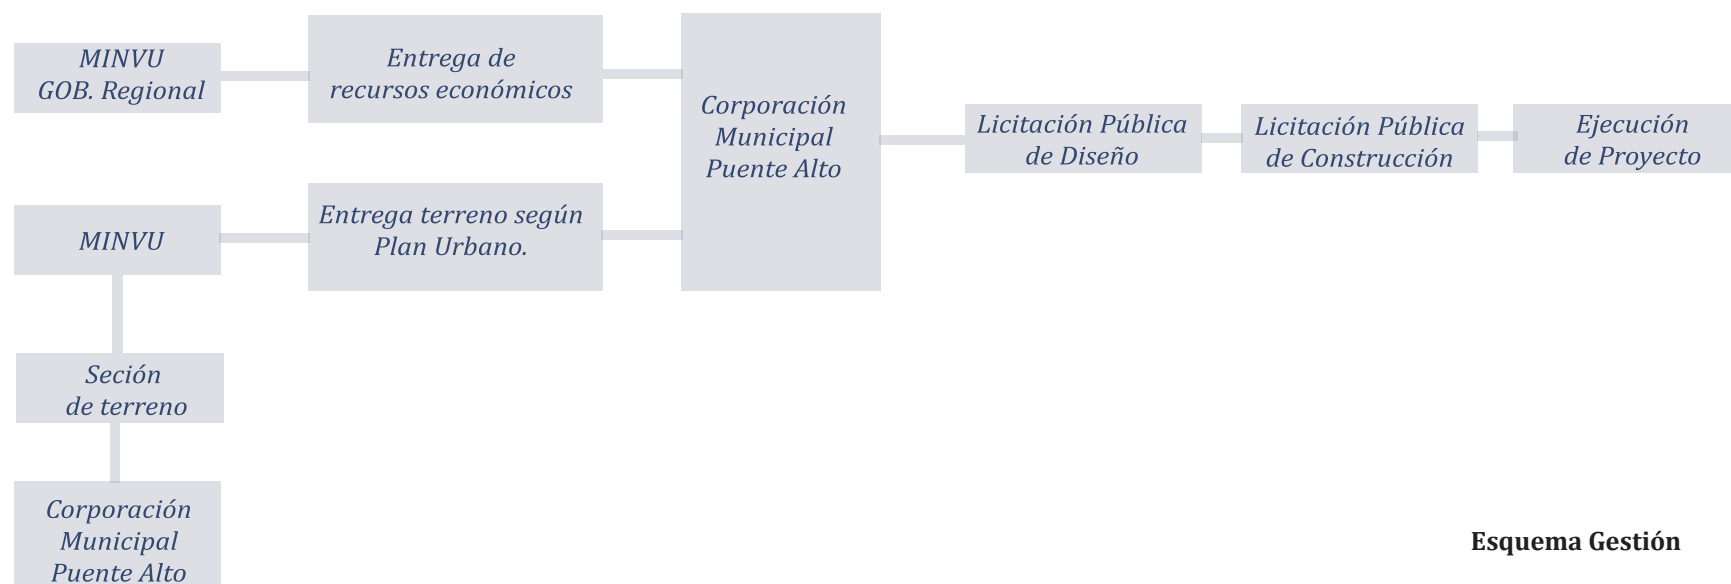 MINVU
GOB. Regional
Entrega de
recursos económicos
Corporación
Municipal
Puente Alto
Licitación Pública
de Diseño
Licitación Pública
de Construcción
Ejecución
de Proyecto
MINVU
Entrega terreno según
Plan Urbano.
Seción
de terreno
Corporación
Municipal
Puente Alto
Esquema Gestión